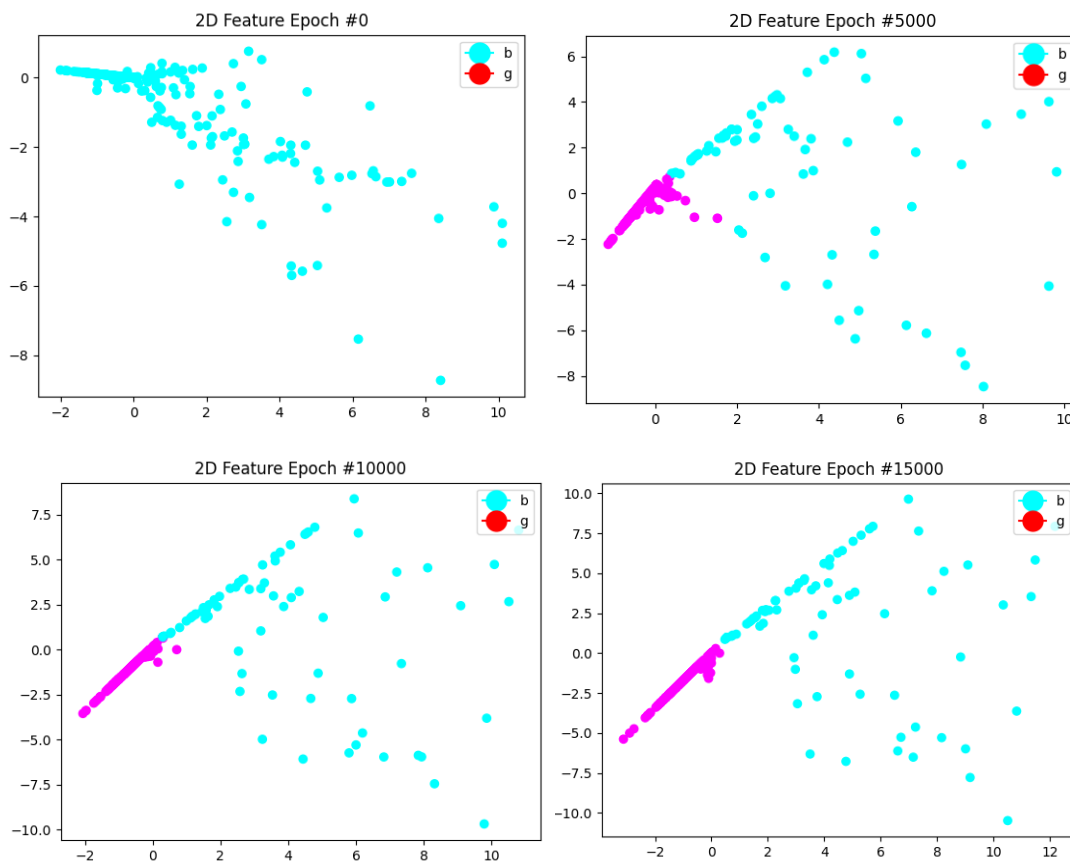 2D Feature Epoch #0
b
g
0
−2
−4
−6
−8
−2 0 2 4 6 8 10
2D Feature Epoch #5000
b
g
6
4
2
0
−2
−4
−6
−8
0 2 4 6 8 10
2D Feature Epoch #10000
b
g
7.5
5.0
2.5
0.0
−2.5
−5.0
−7.5
−10.0
−2 0 2 4 6 8 10
2D Feature Epoch #15000
b
g
10.0
7.5
5.0
2.5
0.0
−2.5
−5.0
−7.5
−10.0
−2 0 2 4 6 8 10 12